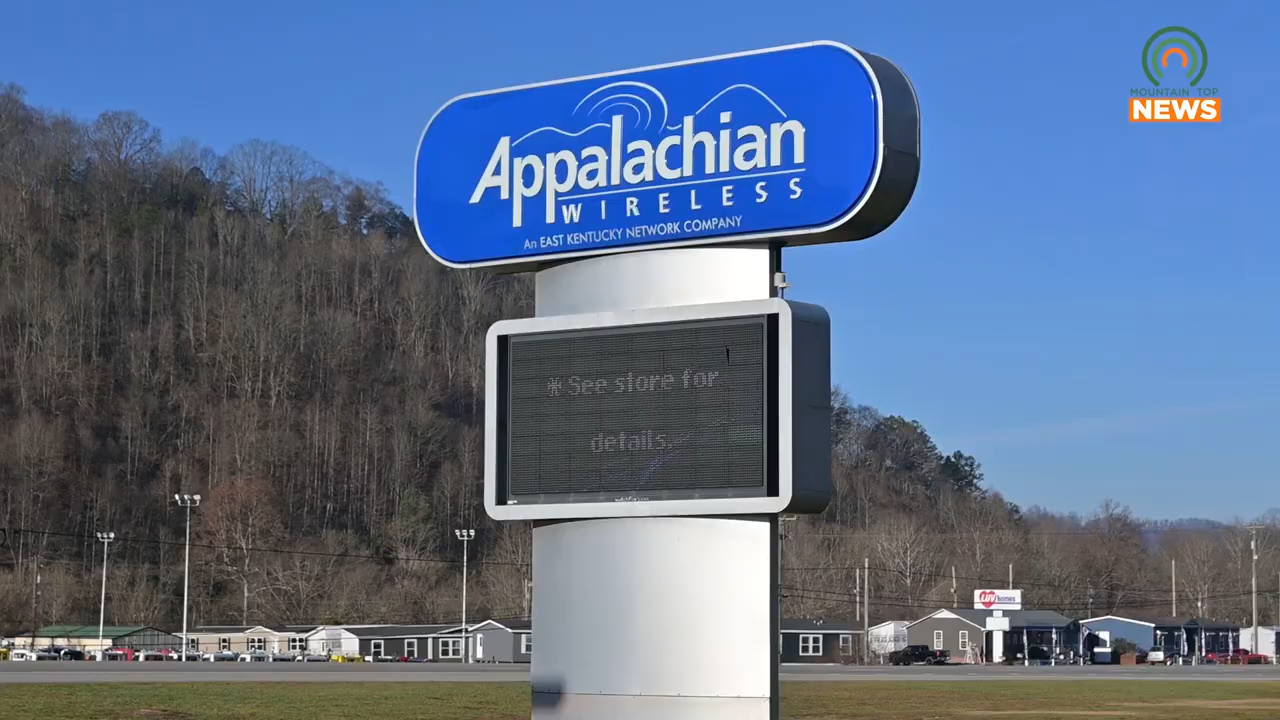 MOUNTAIN TOP
NEWS
Appalachian
WIRELESS
An EAST KENTUCKY NETWORK COMPANY
* See store for
details.
LUV homes